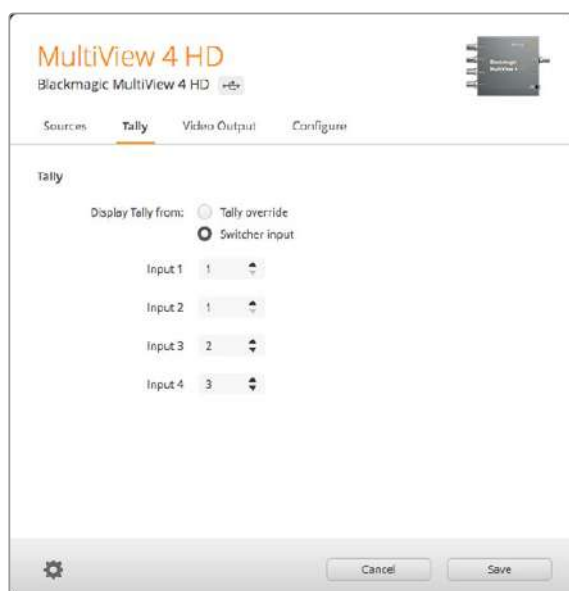 MultiView 4 HD
Blackmagic MultiView 4 HD
Sources Tally Video Output Configure
Tally
Display Tally from: Tally override
Switcher input
Input 1 1
Input 2 1
Input 3 2
Input 4 3
Cancel Save